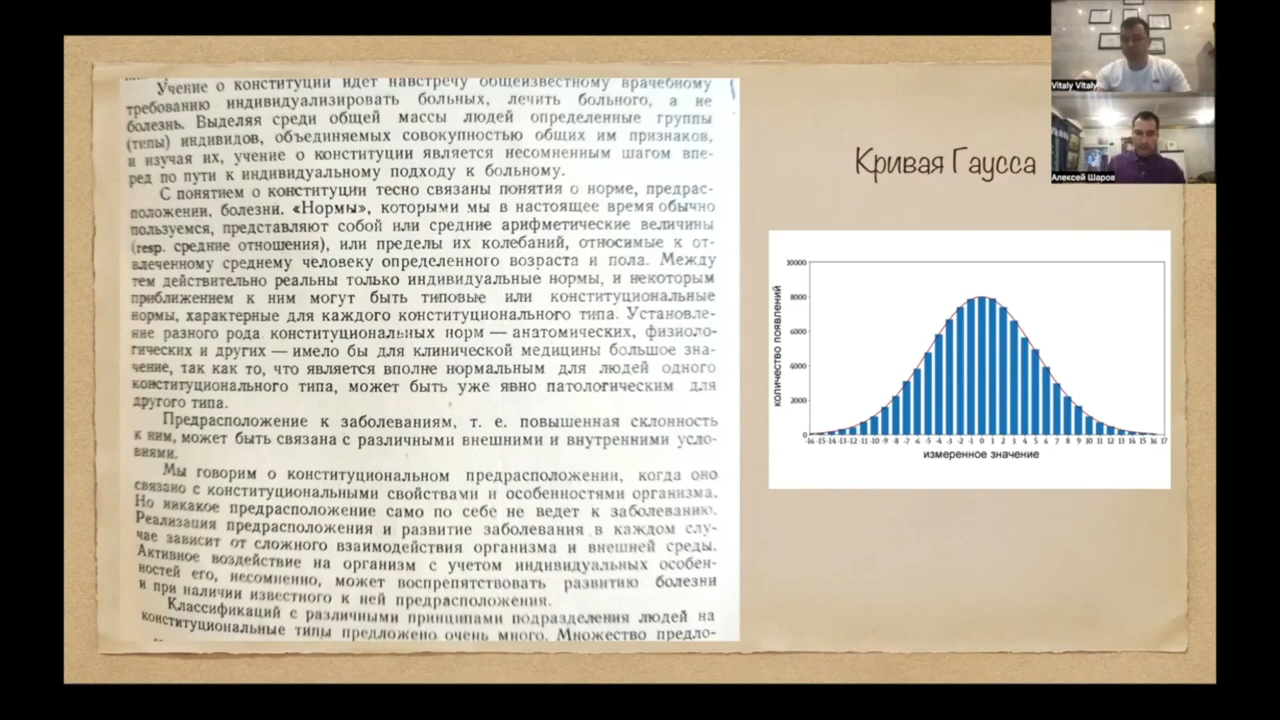 Учение о конституции идет навстречу общеизвестному врачебному
требованию индивидуализировать больных, лечить больного, а не
болезнь. Выделяя среди общей массы людей определенные группы
(типы) индивидов, объединяемых совокупностью общих им признаков,
и изучая их, учение о конституции является несомненным шагом впе-
ред по пути к индивидуальному подходу к больному.
С понятием о конституции тесно связаны понятия о норме, предрас-
положении, болезни. «Нормы», которыми мы в настоящее время обычно
пользуемся, представляют собой или средние арифметические величины
(resp. средние отношения), или пределы их колебаний, относимые к от-
влеченному среднему человеку определенного возраста и пола. Между
тем действительно реальны только индивидуальные нормы, и некоторым
приближением к ним могут быть типовые или конституциональные
нормы, характерные для каждого конституционального типа. Установле-
ние разного рода конституциональных норм — анатомических, физиоло-
гических и других — имело бы для клинической медицины большое зна-
чение, так как то, что является вполне нормальным для людей одного
конституционального типа, может быть уже явно патологическим для
другого типа.
Предрасположение к заболеваниям, т. е. повышенная склонность
к ним, может быть связана с различными внешними и внутренними усло-
виями.
Мы говорим о конституциональном предрасположении, когда оно
связано с конституциональными свойствами и особенностями организма.
Но никакое предрасположение само по себе не ведет к заболеванию.
Реализация предрасположения и развитие заболевания в каждом слу-
чае зависит от сложного взаимодействия организма и внешней среды.
Активное воздействие на организм с учетом индивидуальных особен-
ностей его, несомненно, может воспрепятствовать развитию болезни
и при наличии известного к ней предрасположения.
Классификаций с различными принципами подразделения людей на
конституциональные типы предложено очень много. Множество предло-
Кривая Гаусса
количество появлений
10000
8000
6000
4000
2000
0
-16 -15 -14 -13 -12 -11 -10 -9 -8 -7 -6 -5 -4 -3 -2 -1 0 1 2 3 4 5 6 7 8 9 10 11 12 13 14 15 16 17
измеренное значение
Vitaly Vitaly
Алексей Шаров